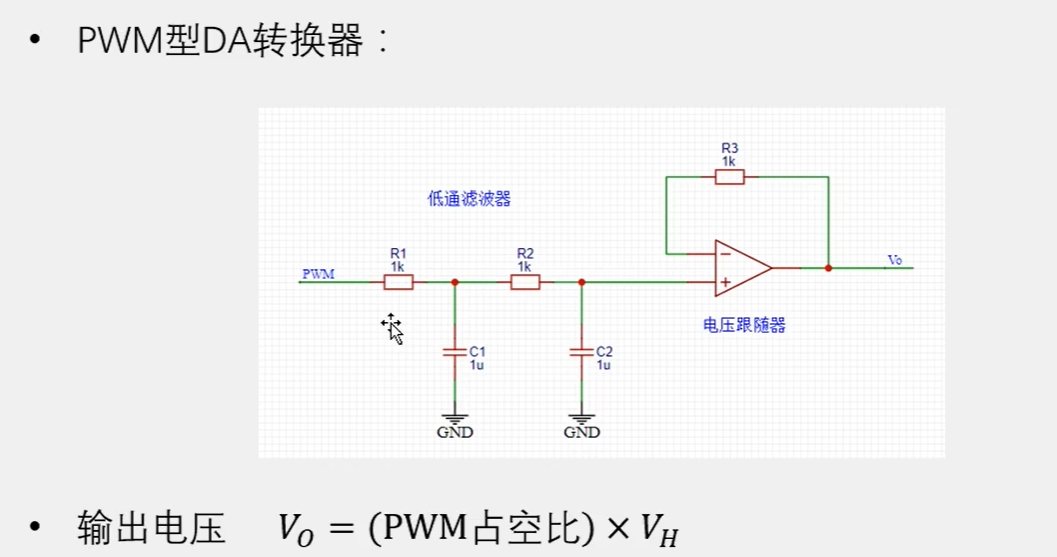 • PWM型DA转换器：
R3
1k
低通滤波器
R1
1k
R2
1k
PWM
Vo
电压跟随器
C1
1u
C2
1u
GND
GND
• 输出电压 V_O = (PWM占空比) × V_H